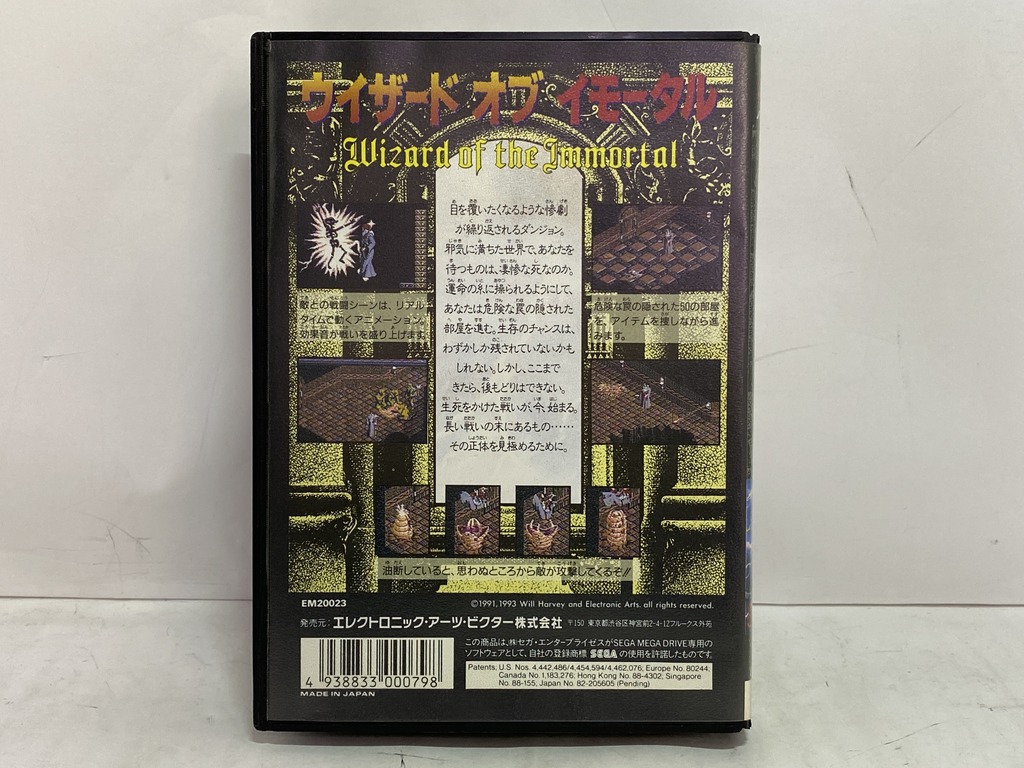 ウイザード オブ イモータル
Wizard of the Immortal
目を覆いたくなるような惨劇
が繰り返されるダンジョン。
邪気に満ちた世界で、あなたを
待つものは、凄惨な死なのか。
運命の糸に操られるようにして、
あなたは危険な罠の隠された
部屋を進む。生存のチャンスは、
わずかしか残されていないかも
しれない。しかし、ここまで
きたら、後もどりはできない。
生死をかけた戦いが、今、始まる。
長い戦いの末にあるもの……
その正体を見極めるために。
敵との戦闘シーンは、リアル
タイムで動くアニメーション。
効果音が戦いを盛り上げます。
危険な罠の隠された50の部屋
を、アイテムを捜しながら進
みます。
油断していると、思わぬところから敵が攻撃してくるぞ!!
EM20023
©1991,1993 Will Harvey and Electronic Arts. all rights reserved.
発売元: エレクトロニック・アーツ・ビクター株式会社 〒150 東京都渋谷区神宮前2-4-12フルークス外苑
この商品は、㈱セガ・エンタープライゼスがSEGA MEGA DRIVE専用の
ソフトウェアとして、自社の登録商標 SEGA の使用を許諾したものです。
Patents: U.S. Nos. 4,442,486/4,454,594/4,462,076; Europe No. 80244;
Canada No. 1,183,276; Hong Kong No. 88-4302; Singapore
No. 88-155; Japan No. 82-205605 (Pending)
4 938833 000798
MADE IN JAPAN